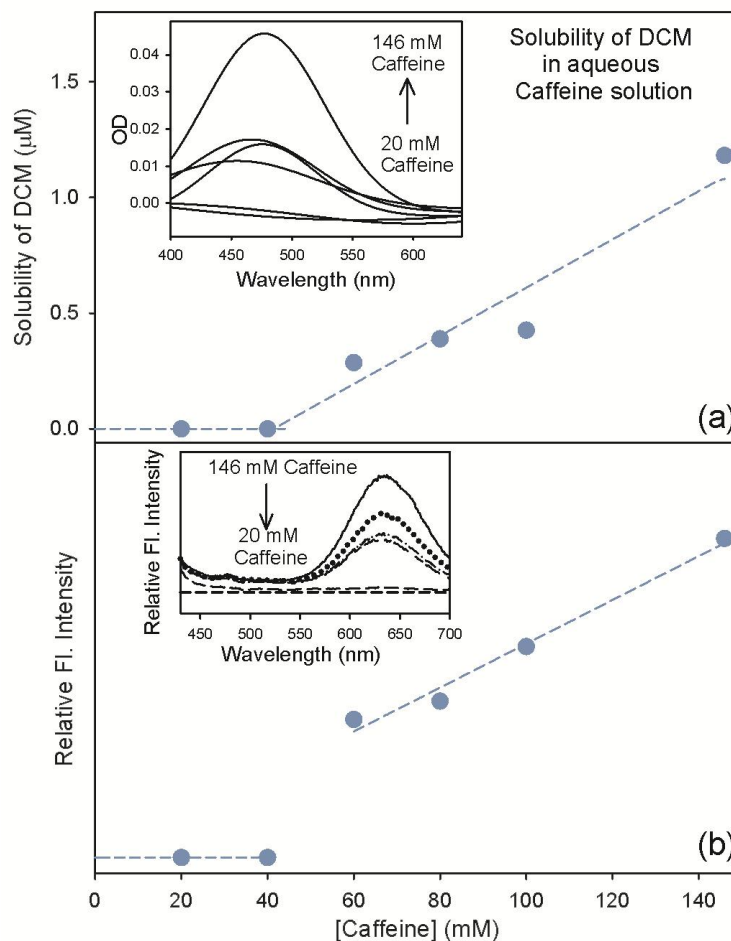 Solubility of DCM
in aqueous
Caffeine solution
Solubility of DCM (μM)
1.5
1.0
0.5
0.0
OD
0.04
0.03
0.02
0.01
0.00
146 mM
Caffeine
20 mM
Caffeine
400 450 500 550 600
Wavelength (nm)
(a)
Relative Fl. Intensity
Relative Fl. Intensity
146 mM Caffeine
20 mM
Caffeine
450 500 550 600 650 700
Wavelength (nm)
(b)
0 20 40 60 80 100 120 140
[Caffeine] (mM)